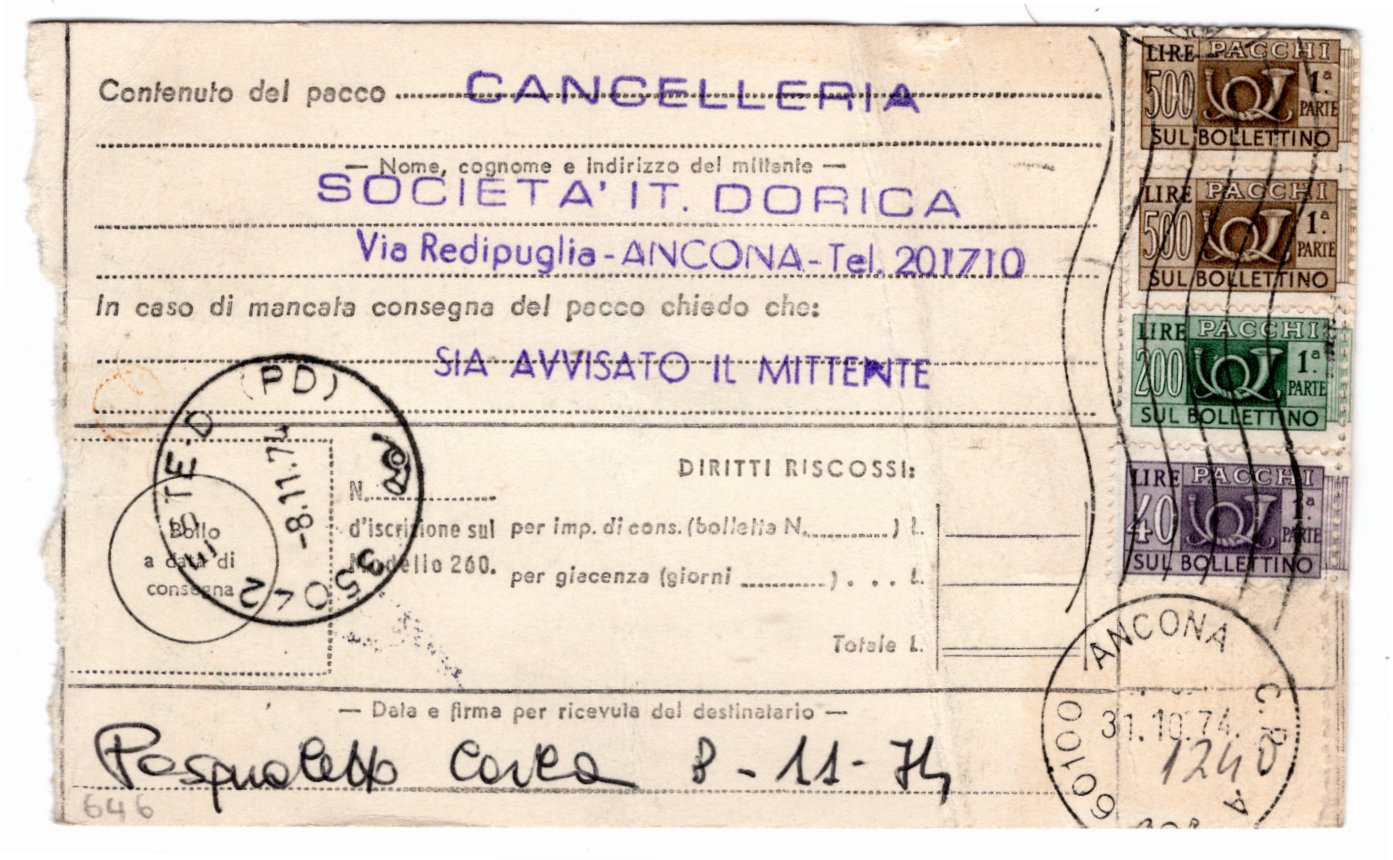 Contenuto del pacco CANCELLERIA
— Nome, cognome e indirizzo del mittente —
SOCIETA' IT. DORICA
Via Redipuglia - ANCONA - Tel. 201710
In caso di mancata consegna del pacco chiedo che:
SIA AVVISATO IL MITTENTE
LIRE PACCHI
500 1ª PARTE
SUL BOLLETTINO
LIRE PACCHI
500 1ª PARTE
SUL BOLLETTINO
LIRE PACCHI
200 1ª PARTE
SUL BOLLETTINO
LIRE PACCHI
40 1ª PARTE
SUL BOLLETTINO
35042 ESTE-D (PD)
-8.11.74
Bollo
a data di
consegna
N.
d'iscrizione sul
Modello 260.
DIRITTI RISCOSSI:
per imp. di cons. (bolletta N. ) L.
per giacenza (giorni ) . . . L.
Totale L.
60100 ANCONA C.P. A
31.10.74.
1240
— Data e firma per ricevuta del destinatario —
8-11-74
646